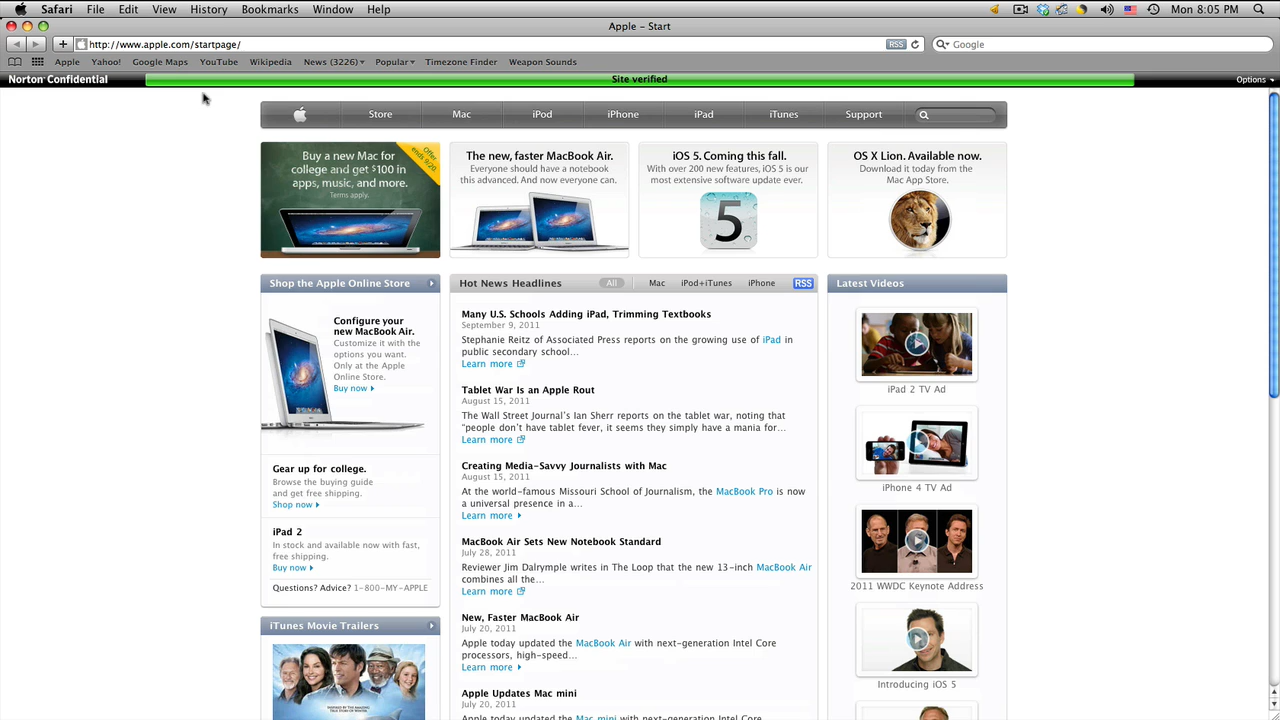 Safari File Edit View History Bookmarks Window Help
Mon 8:05 PM
Apple – Start
http://www.apple.com/startpage/
RSS
Google
Apple Yahoo! Google Maps YouTube Wikipedia News (3226) Popular Timezone Finder Weapon Sounds
Norton Confidential
Site verified
Options
Store Mac iPod iPhone iPad iTunes Support
Buy a new Mac for
college and get $100 in
apps, music, and more.
Terms apply.
Offer
ends 9/20
The new, faster MacBook Air.
Everyone should have a notebook
this advanced. And now everyone can.
iOS 5. Coming this fall.
With over 200 new features, iOS 5 is our
most extensive software update ever.
5
OS X Lion. Available now.
Download it today from the
Mac App Store.
Shop the Apple Online Store
Configure your
new MacBook Air.
Customize it with the
options you want.
Only at the Apple
Online Store.
Buy now
Gear up for college.
Browse the buying guide
and get free shipping.
Shop now
iPad 2
In stock and available now with fast,
free shipping.
Buy now
Questions? Advice? 1-800-MY-APPLE
iTunes Movie Trailers
Hot News Headlines
All Mac iPod+iTunes iPhone RSS
Many U.S. Schools Adding iPad, Trimming Textbooks
September 9, 2011
Stephanie Reitz of Associated Press reports on the growing use of iPad in
public secondary school…
Learn more
Tablet War Is an Apple Rout
August 15, 2011
The Wall Street Journal’s Ian Sherr reports on the tablet war, noting that
“people don’t have tablet fever, it seems they simply have a mania for…
Learn more
Creating Media-Savvy Journalists with Mac
August 15, 2011
At the world-famous Missouri School of Journalism, the MacBook Pro is now
a universal presence in a…
Learn more
MacBook Air Sets New Notebook Standard
July 28, 2011
Reviewer Jim Dalrymple writes in The Loop that the new 13-inch MacBook Air
combines all the…
Learn more
New, Faster MacBook Air
July 20, 2011
Apple today updated the MacBook Air with next-generation Intel Core
processors, high-speed…
Learn more
Apple Updates Mac mini
July 20, 2011
Apple today updated the Mac mini with next-generation Intel Core
Latest Videos
iPad 2 TV Ad
iPhone 4 TV Ad
2011 WWDC Keynote Address
Introducing iOS 5